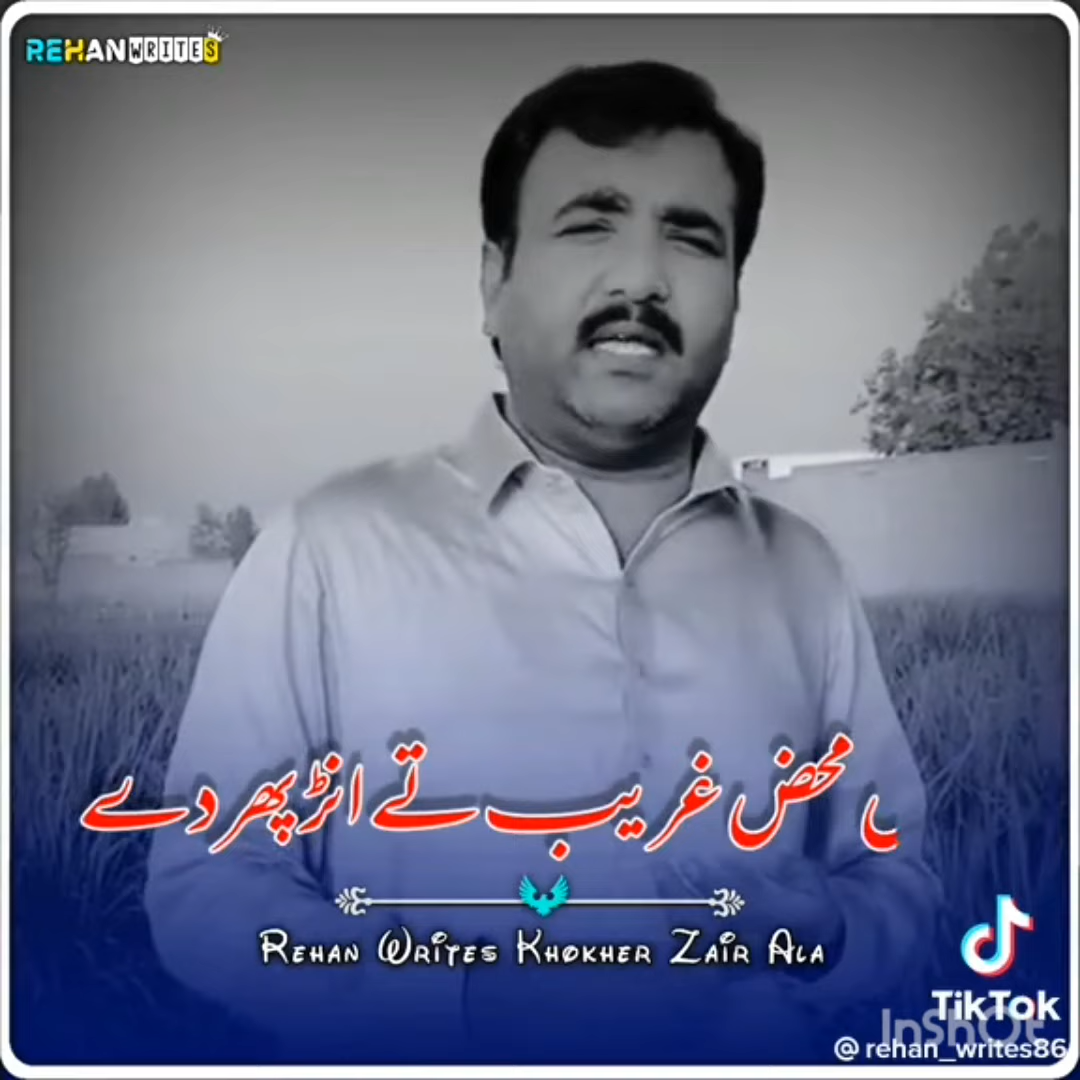 REHANWRITES
محض غریب تے انڑ پھر دے
REHAN WRITES KHOKHER ZAIR ALA
TikTok
InShOt
@rehan_writes86